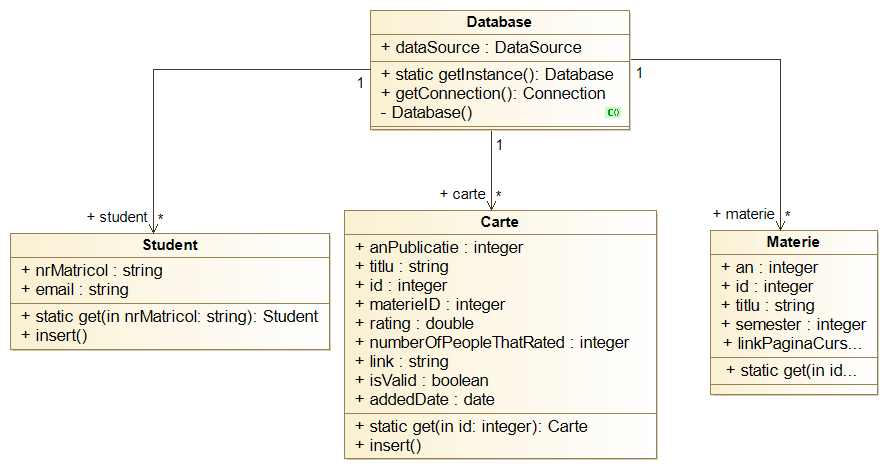 Database
+ dataSource : DataSource
+ static getInstance(): Database
+ getConnection(): Connection
- Database()
C()
1
1
1
+ student
*
+ carte
*
+ materie
*
Student
+ nrMatricol : string
+ email : string
+ static get(in nrMatricol: string): Student
+ insert()
Carte
+ anPublicatie : integer
+ titlu : string
+ id : integer
+ materieID : integer
+ rating : double
+ numberOfPeopleThatRated : integer
+ link : string
+ isValid : boolean
+ addedDate : date
+ static get(in id: integer): Carte
+ insert()
Materie
+ an : integer
+ id : integer
+ titlu : string
+ semester : integer
+ linkPaginaCurs...
+ static get(in id...